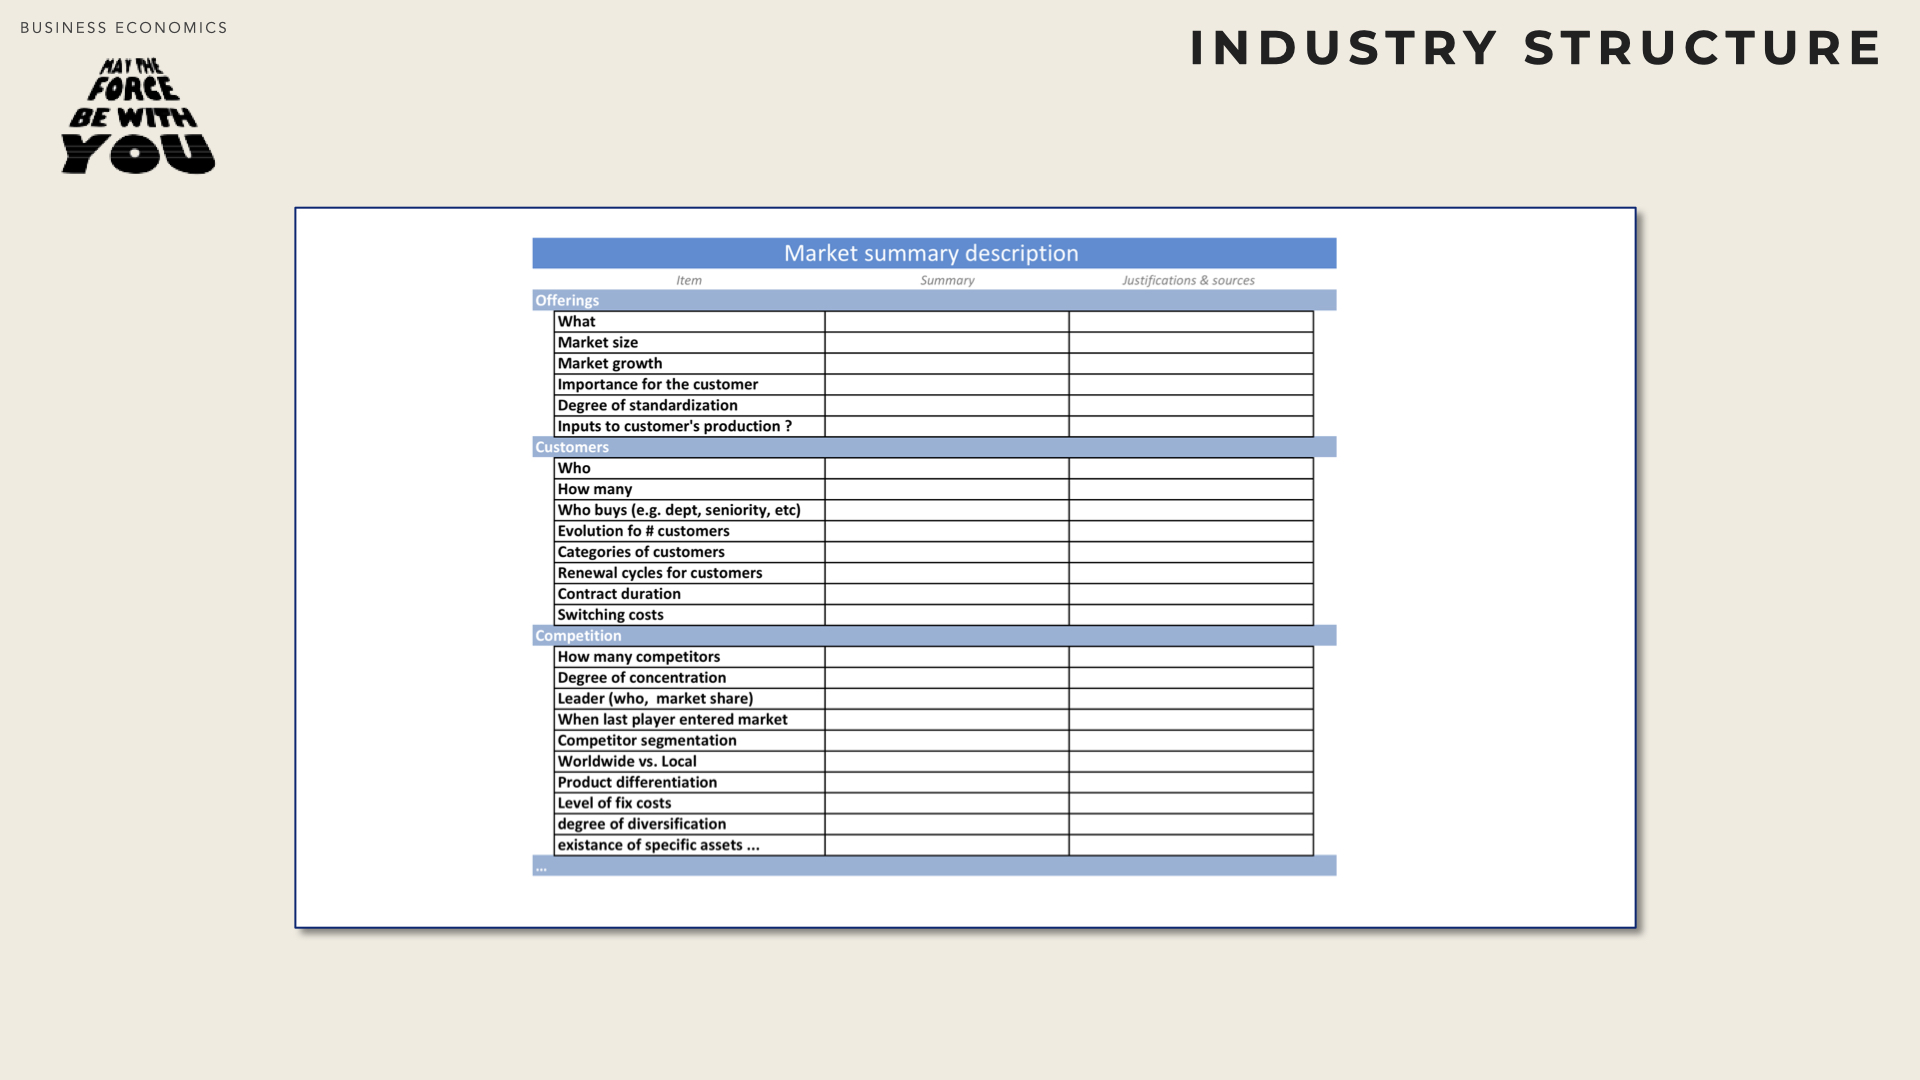 BUSINESS ECONOMICS
INDUSTRY STRUCTURE
MAY THE
FORCE
BE WITH
YOU
Market summary description
Item Summary Justifications & sources
Offerings
What
Market size
Market growth
Importance for the customer
Degree of standardization
Inputs to customer's production ?
Customers
Who
How many
Who buys (e.g. dept, seniority, etc)
Evolution fo # customers
Categories of customers
Renewal cycles for customers
Contract duration
Switching costs
Competition
How many competitors
Degree of concentration
Leader (who,  market share)
When last player entered market
Competitor segmentation
Worldwide vs. Local
Product differentiation
Level of fix costs
degree of diversification
existance of specific assets ...
...